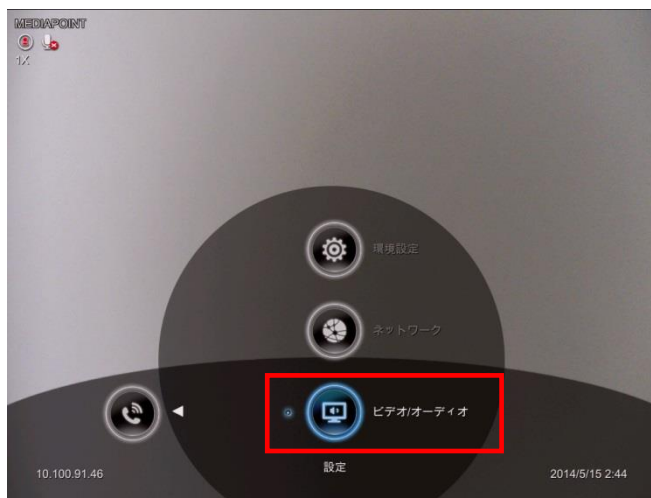 MEDIAPOINT
1X
環境設定
ネットワーク
ビデオ/オーディオ
設定
10.100.91.46
2014/5/15 2:44